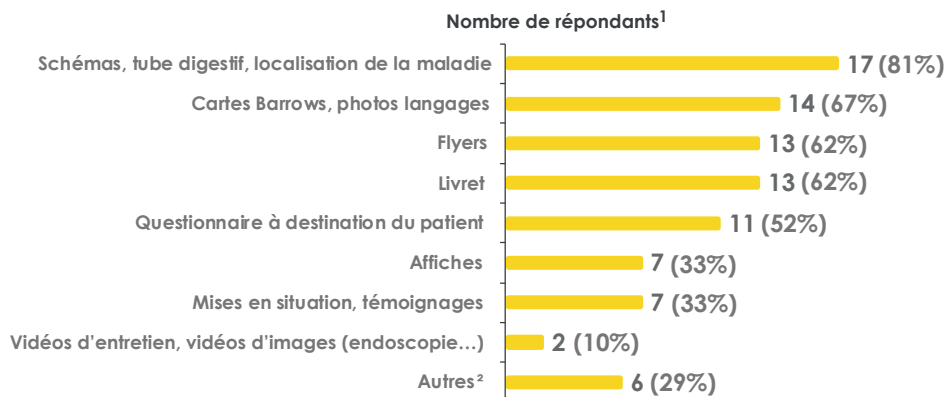 Nombre de répondants¹
Schémas, tube digestif, localisation de la maladie 17 (81%)
Cartes Barrows, photos langages 14 (67%)
Flyers 13 (62%)
Livret 13 (62%)
Questionnaire à destination du patient 11 (52%)
Affiches 7 (33%)
Mises en situation, témoignages 7 (33%)
Vidéos d’entretien, vidéos d’images (endoscopie…) 2 (10%)
Autres² 6 (29%)